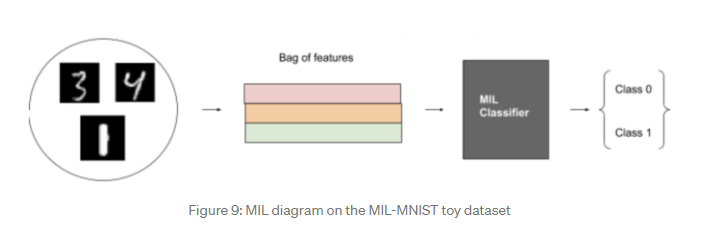 Bag of features
3 4
1
MIL
Classifier
Class 0
Class 1
Figure 9: MIL diagram on the MIL-MNIST toy dataset